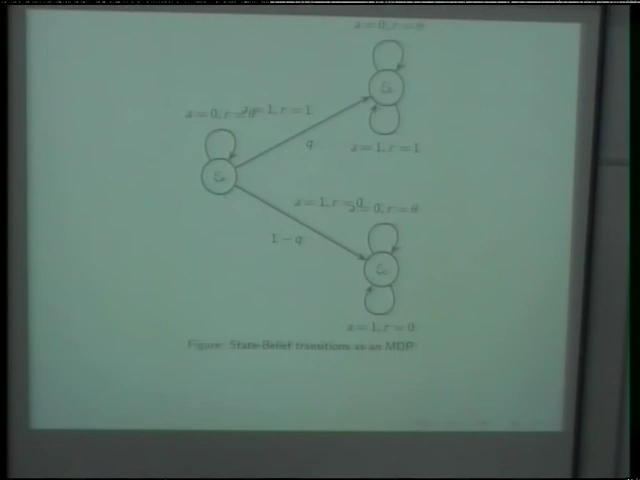 a = 0, r = θ
a = 0, r = θ a = 1, r = 1
q
a = 1, r = 1
a = 1, r = 0 a = 0, r = θ
1 − q
a = 1, r = 0
Figure: State-Belief transitions as an MDP